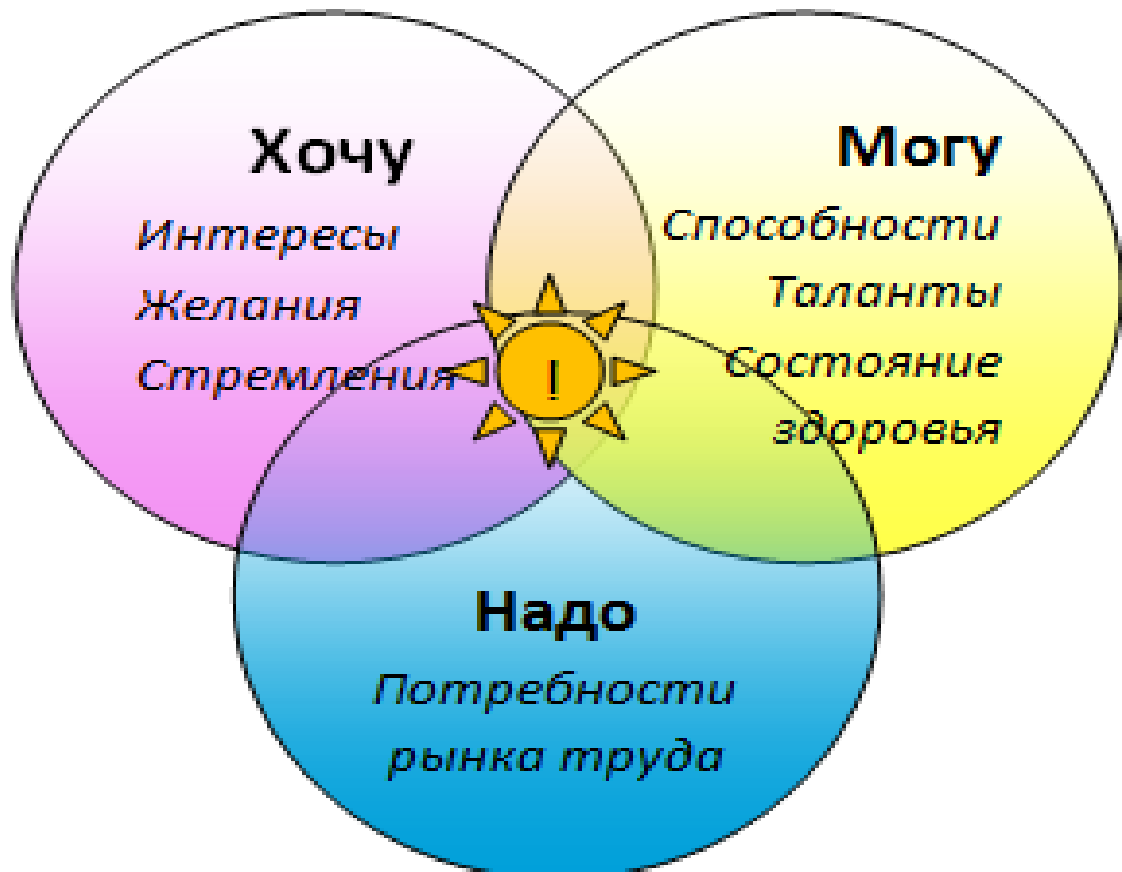 Хочу
Интересы
Желания
Стремления
Могу
Способности
Таланты
Состояние
здоровья
!
Надо
Потребности
рынка труда